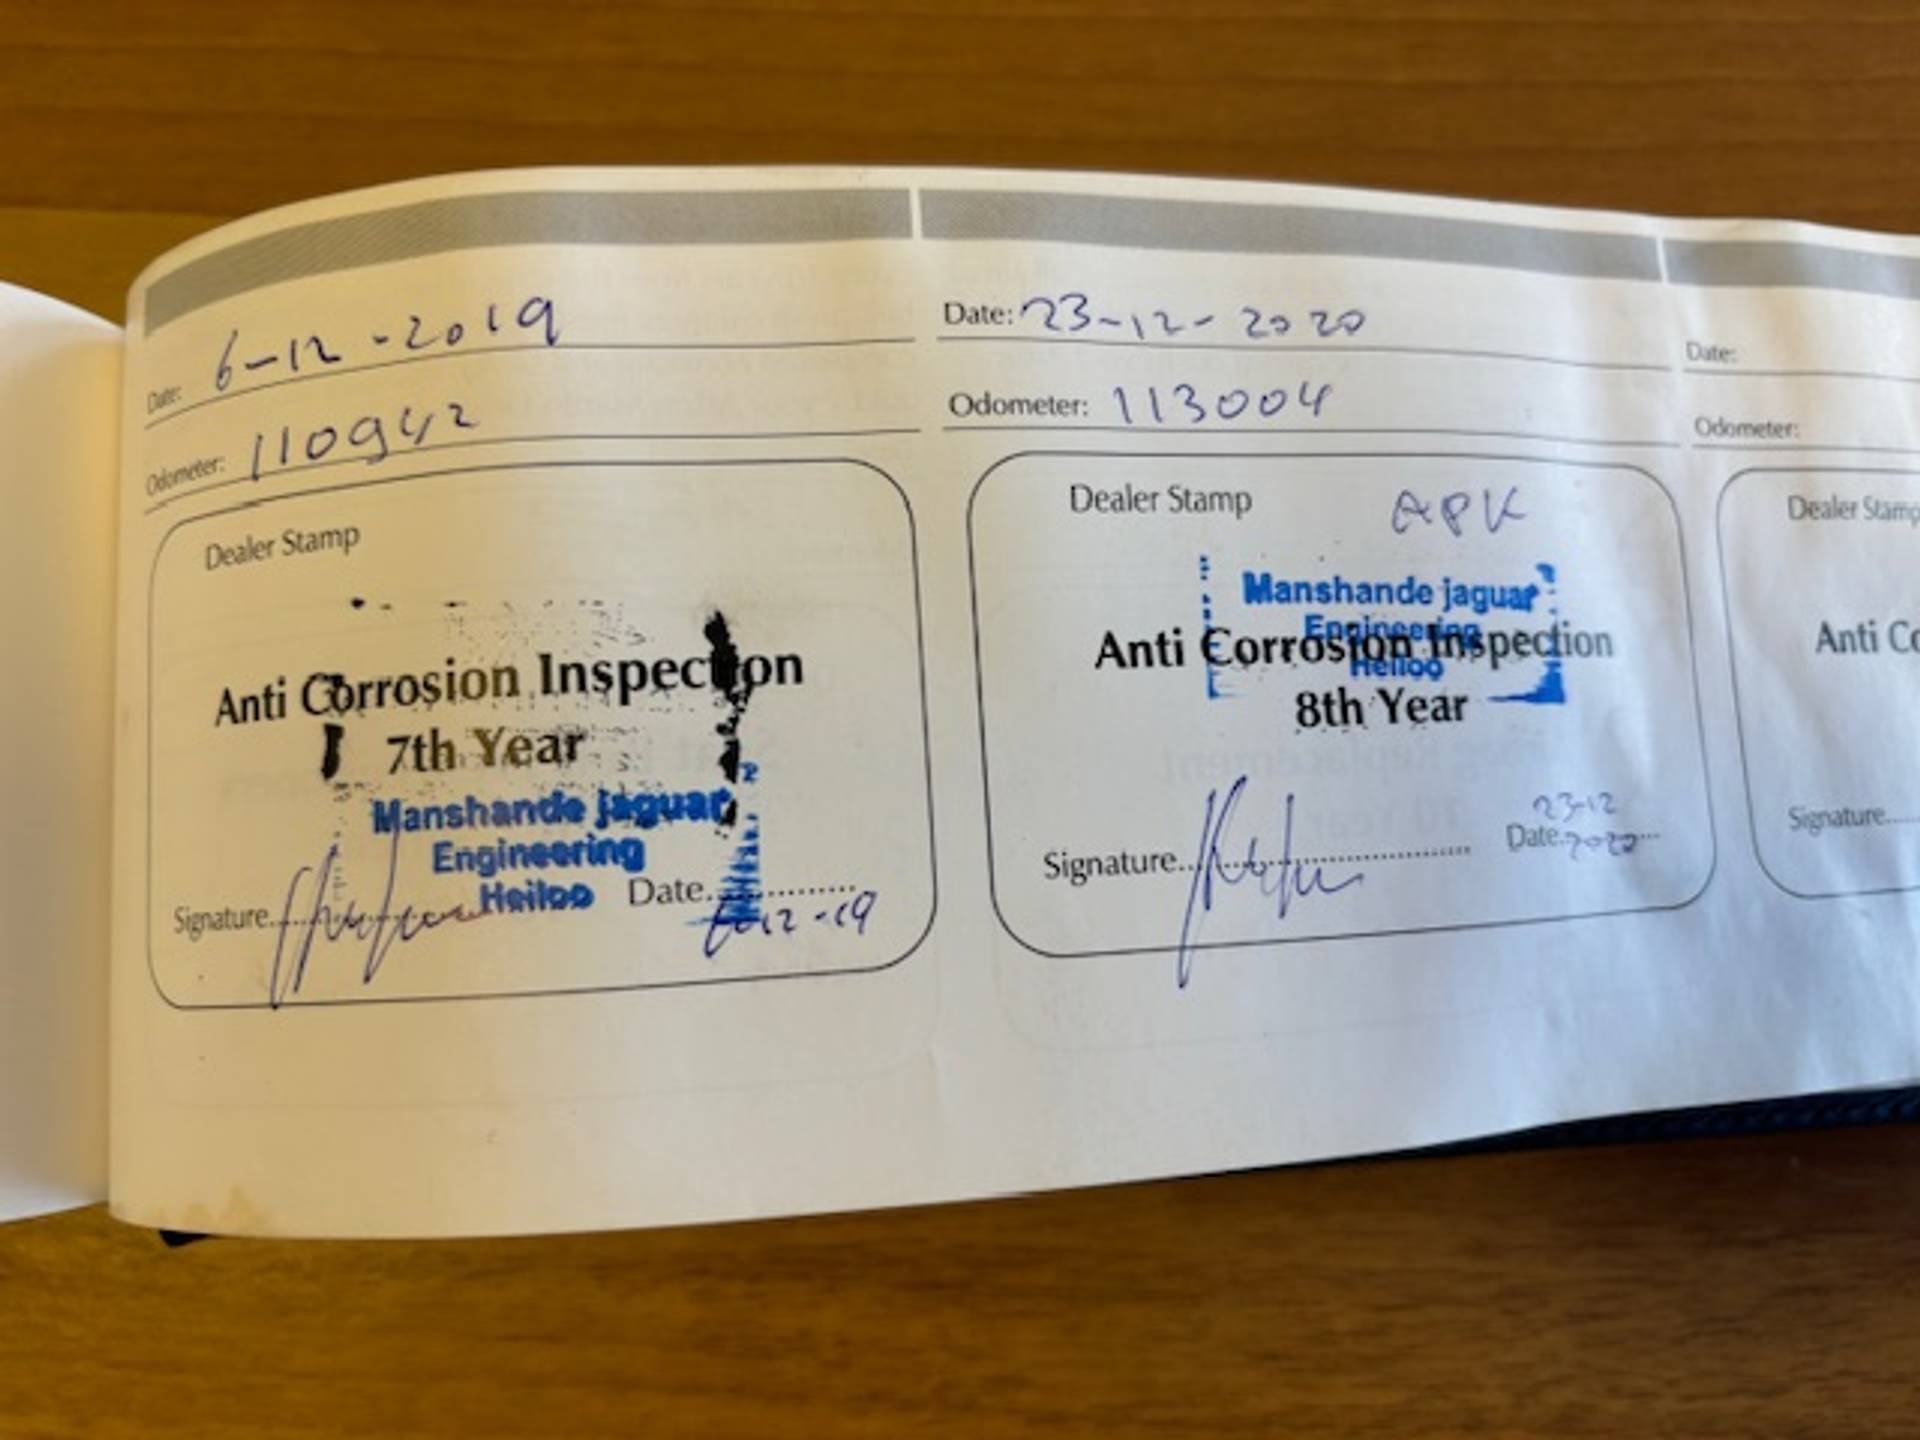 Date: 6-12-2019
Odometer: 110942
Dealer Stamp
Anti Corrosion Inspection
7th Year
Manshande jaguar
Engineering
Heiloo
Signature..... Date.....
6-12-19
Date: 23-12-2020
Odometer: 113004
Dealer Stamp APK
Manshande jaguar
Engineering
Heiloo
Anti Corrosion Inspection
8th Year
23-12
Signature..... Date..... 2020
Date:
Odometer:
Dealer Stamp
Anti Co
Signature.....